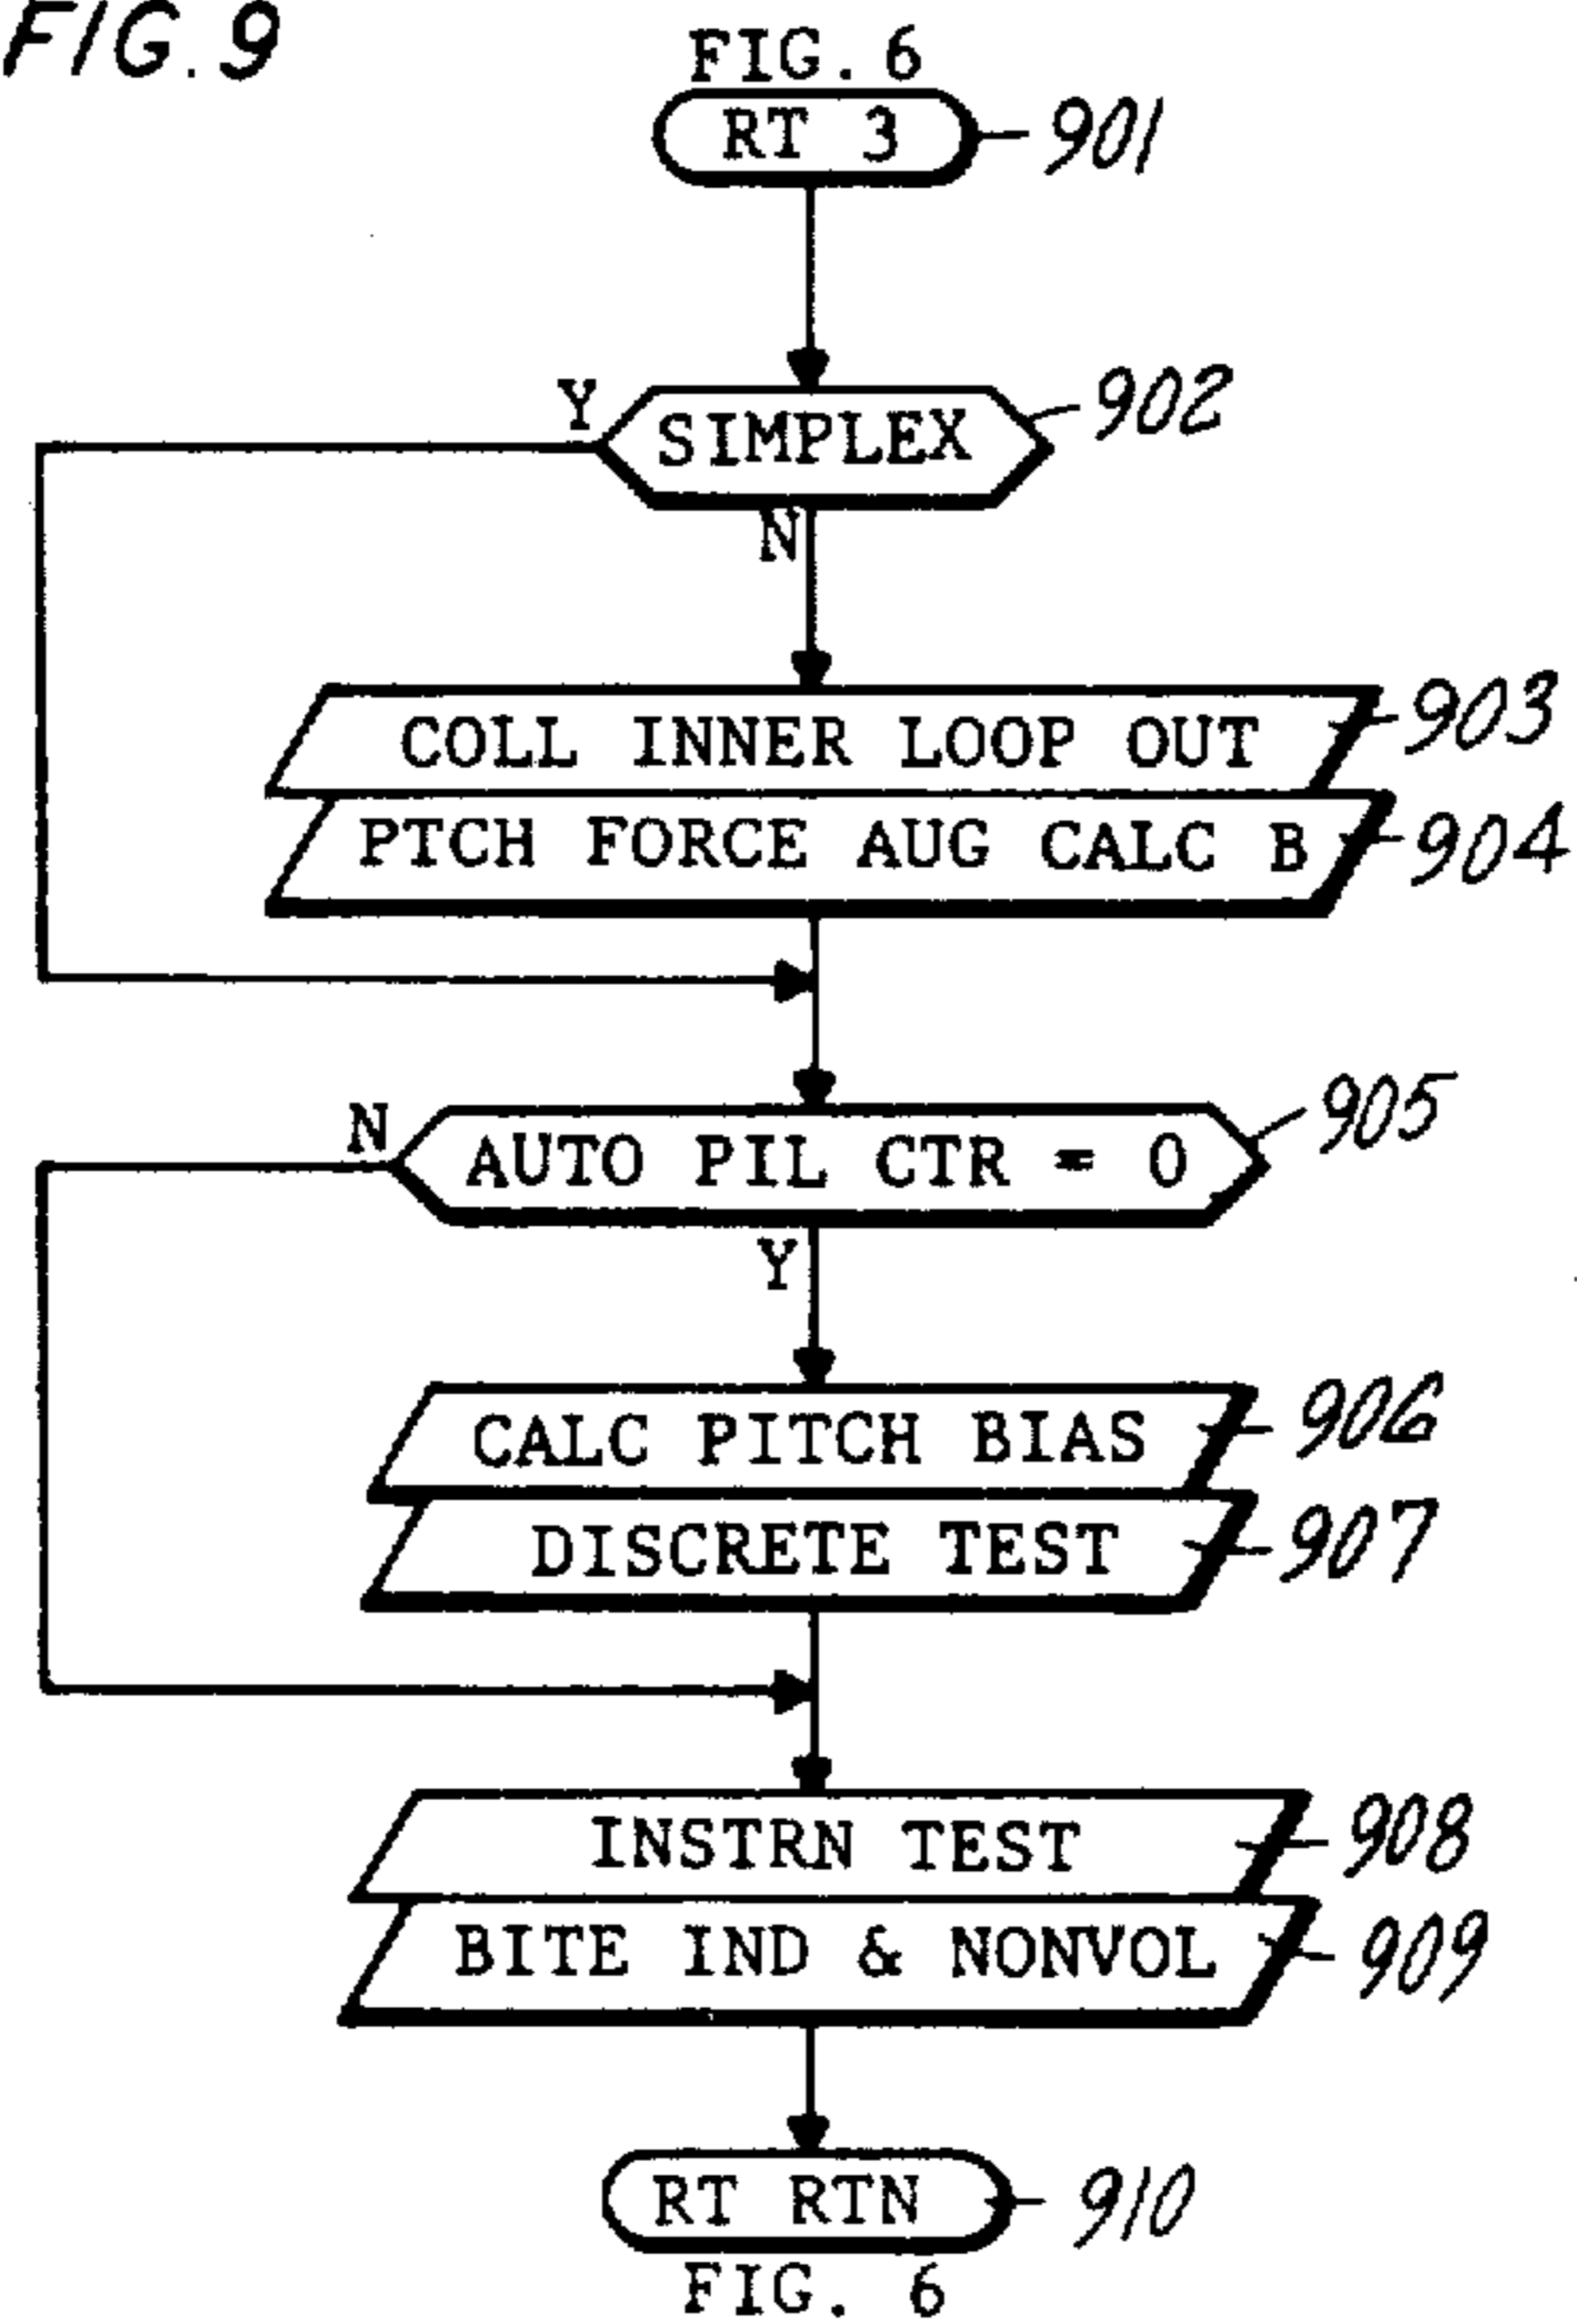 FIG. 9
FIG. 6
RT 3
901
Y
SIMPLEX
902
N
COLL INNER LOOP OUT
903
PTCH FORCE AUG CALC B
904
N
AUTO PIL CTR = 0
905
Y
CALC PITCH BIAS
906
DISCRETE TEST
907
INSTRN TEST
908
BITE IND & NONVOL
909
RT RTN
910
FIG. 6